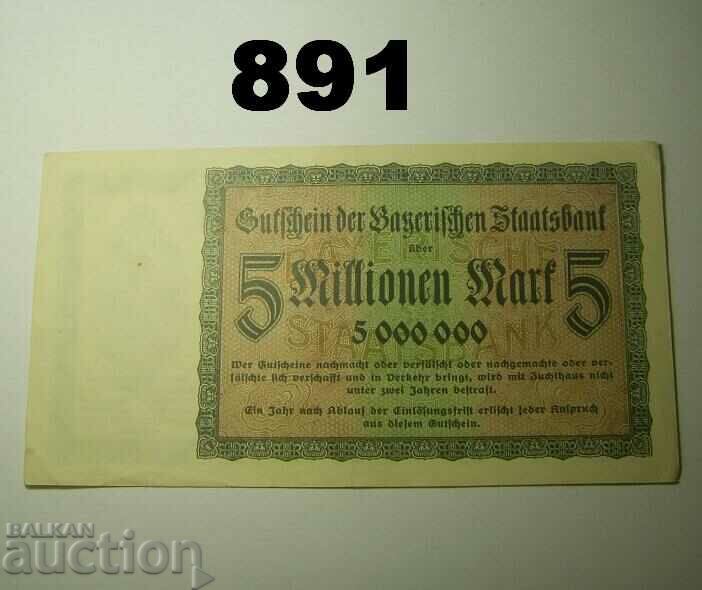 891
Gutschein der Bayerischen Staatsbank
über
5 Millionen Mark 5
5 000 000
BAYERISCHE
STAATSBANK
Wer Gutscheine nachmacht oder verfälscht oder nachgemachte oder ver-
fälschte sich verschafft und in Verkehr bringt, wird mit Zuchthaus nicht
unter zwei Jahren bestraft.
Ein Jahr nach Ablauf der Einlösungsfrist erlischt jeder Anspruch
aus diesem Gutschein.
BALKAN
auction